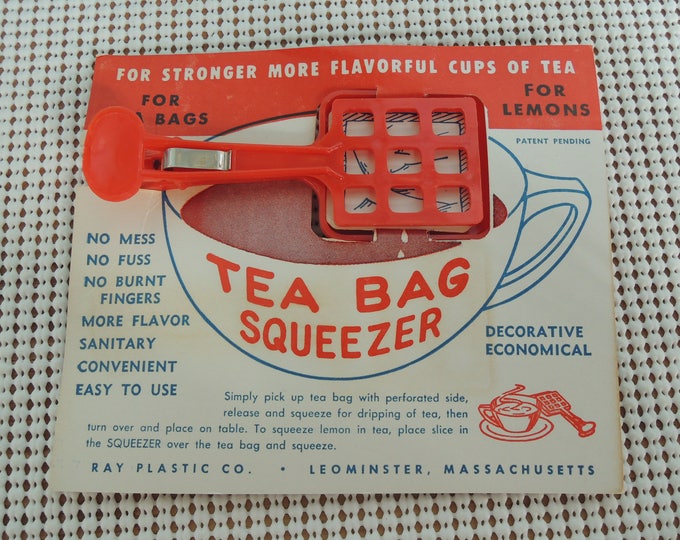 FOR STRONGER MORE FLAVORFUL CUPS OF TEA
FOR
BAGS
FOR
LEMONS
PATENT PENDING
NO MESS
NO FUSS
NO BURNT
FINGERS
MORE FLAVOR
SANITARY
CONVENIENT
EASY TO USE
TEA BAG
SQUEEZER
DECORATIVE
ECONOMICAL
Simply pick up tea bag with perforated side,
release and squeeze for dripping of tea, then
turn over and place on table. To squeeze lemon in tea, place slice in
the SQUEEZER over the tea bag and squeeze.
RAY PLASTIC CO. • LEOMINSTER, MASSACHUSETTS